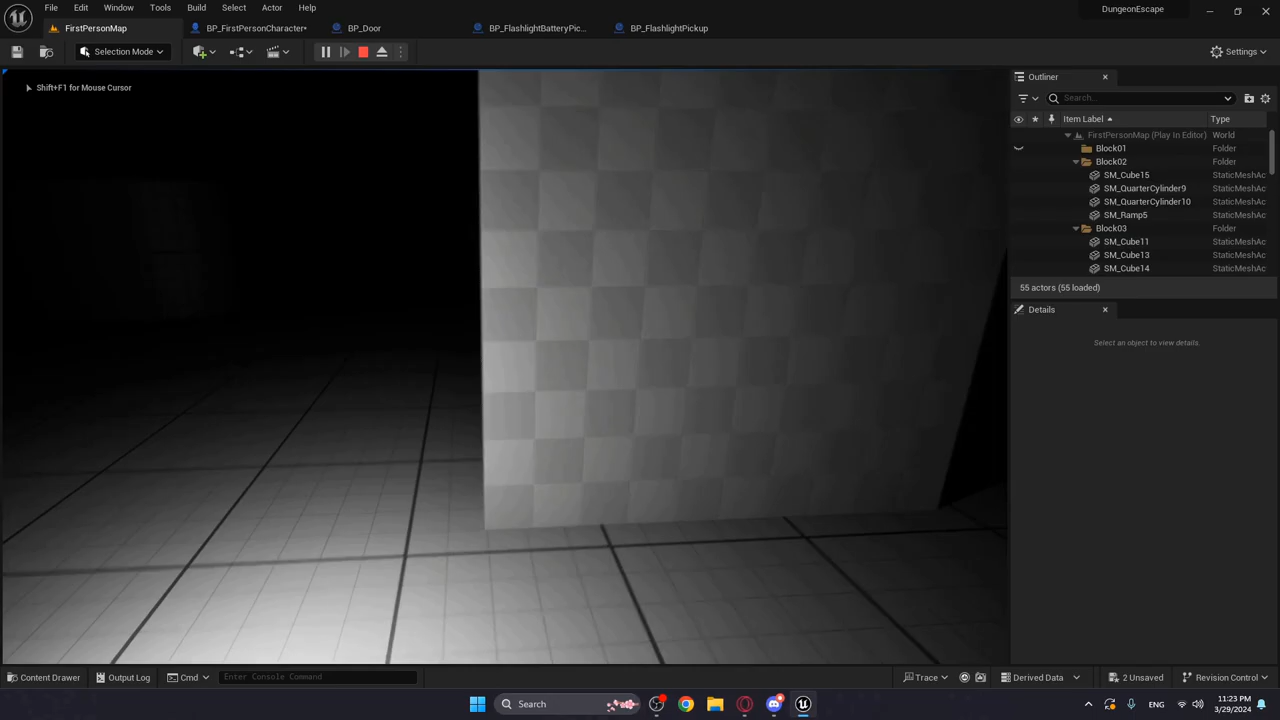 File Edit Window Tools Build Select Actor Help DungeonEscape
FirstPersonMap BP_FirstPersonCharacter* BP_Door BP_FlashlightBatteryPic... BP_FlashlightPickup
Selection Mode Settings
Shift+F1 for Mouse Cursor
Outliner
Search...
Item Label Type
FirstPersonMap (Play In Editor) World
Block01 Folder
Block02 Folder
SM_Cube15 StaticMeshAc
SM_QuarterCylinder9 StaticMeshAc
SM_QuarterCylinder10 StaticMeshAc
SM_Ramp5 StaticMeshAc
Block03 Folder
SM_Cube11 StaticMeshAc
SM_Cube13 StaticMeshAc
SM_Cube14 StaticMeshAc
55 actors (55 loaded)
Details
Select an object to view details.
Content Drawer Output Log Cmd Enter Console Command Trace Derived Data 2 Unsaved Revision Control
Search ENG 11:23 PM
3/29/2024